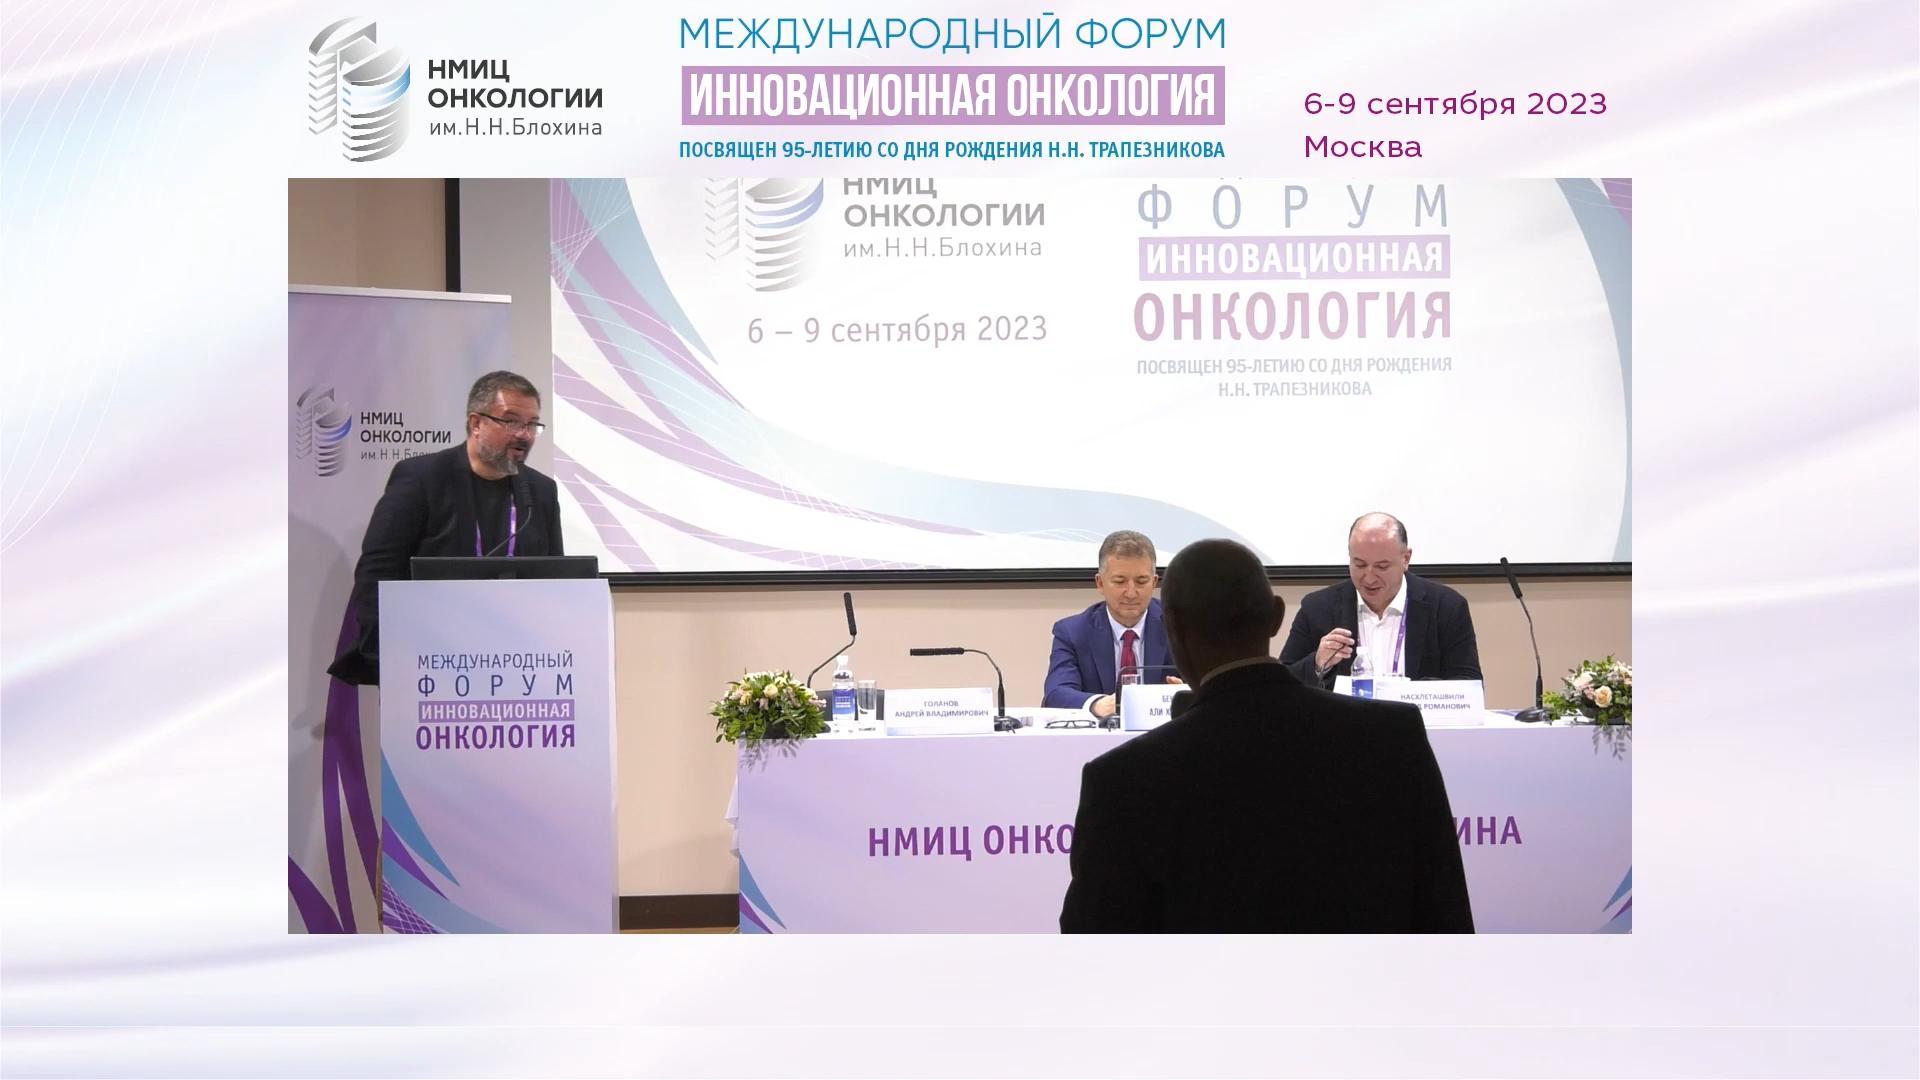 НМИЦ
ОНКОЛОГИИ
им.Н.Н.Блохина
МЕЖДУНАРОДНЫЙ ФОРУМ
ИННОВАЦИОННАЯ ОНКОЛОГИЯ
ПОСВЯЩЕН 95-ЛЕТИЮ СО ДНЯ РОЖДЕНИЯ Н.Н. ТРАПЕЗНИКОВА
6-9 сентября 2023
Москва
НМИЦ
ОНКОЛОГИИ
им.Н.Н.Блохина
6 – 9 сентября 2023
ФОРУМ
ИННОВАЦИОННАЯ
ОНКОЛОГИЯ
ПОСВЯЩЕН 95-ЛЕТИЮ СО ДНЯ РОЖДЕНИЯ
Н.Н. ТРАПЕЗНИКОВА
НМИЦ
ОНКОЛОГИИ
МЕЖДУНАРОДНЫЙ
ФОРУМ
ИННОВАЦИОННАЯ
ОНКОЛОГИЯ
ГОЛАНОВ
АНДРЕЙ ВЛАДИМИРОВИЧ
АЛИ
НАСХЛЕТАШВИЛИ
РОМАНОВИЧ
НМИЦ